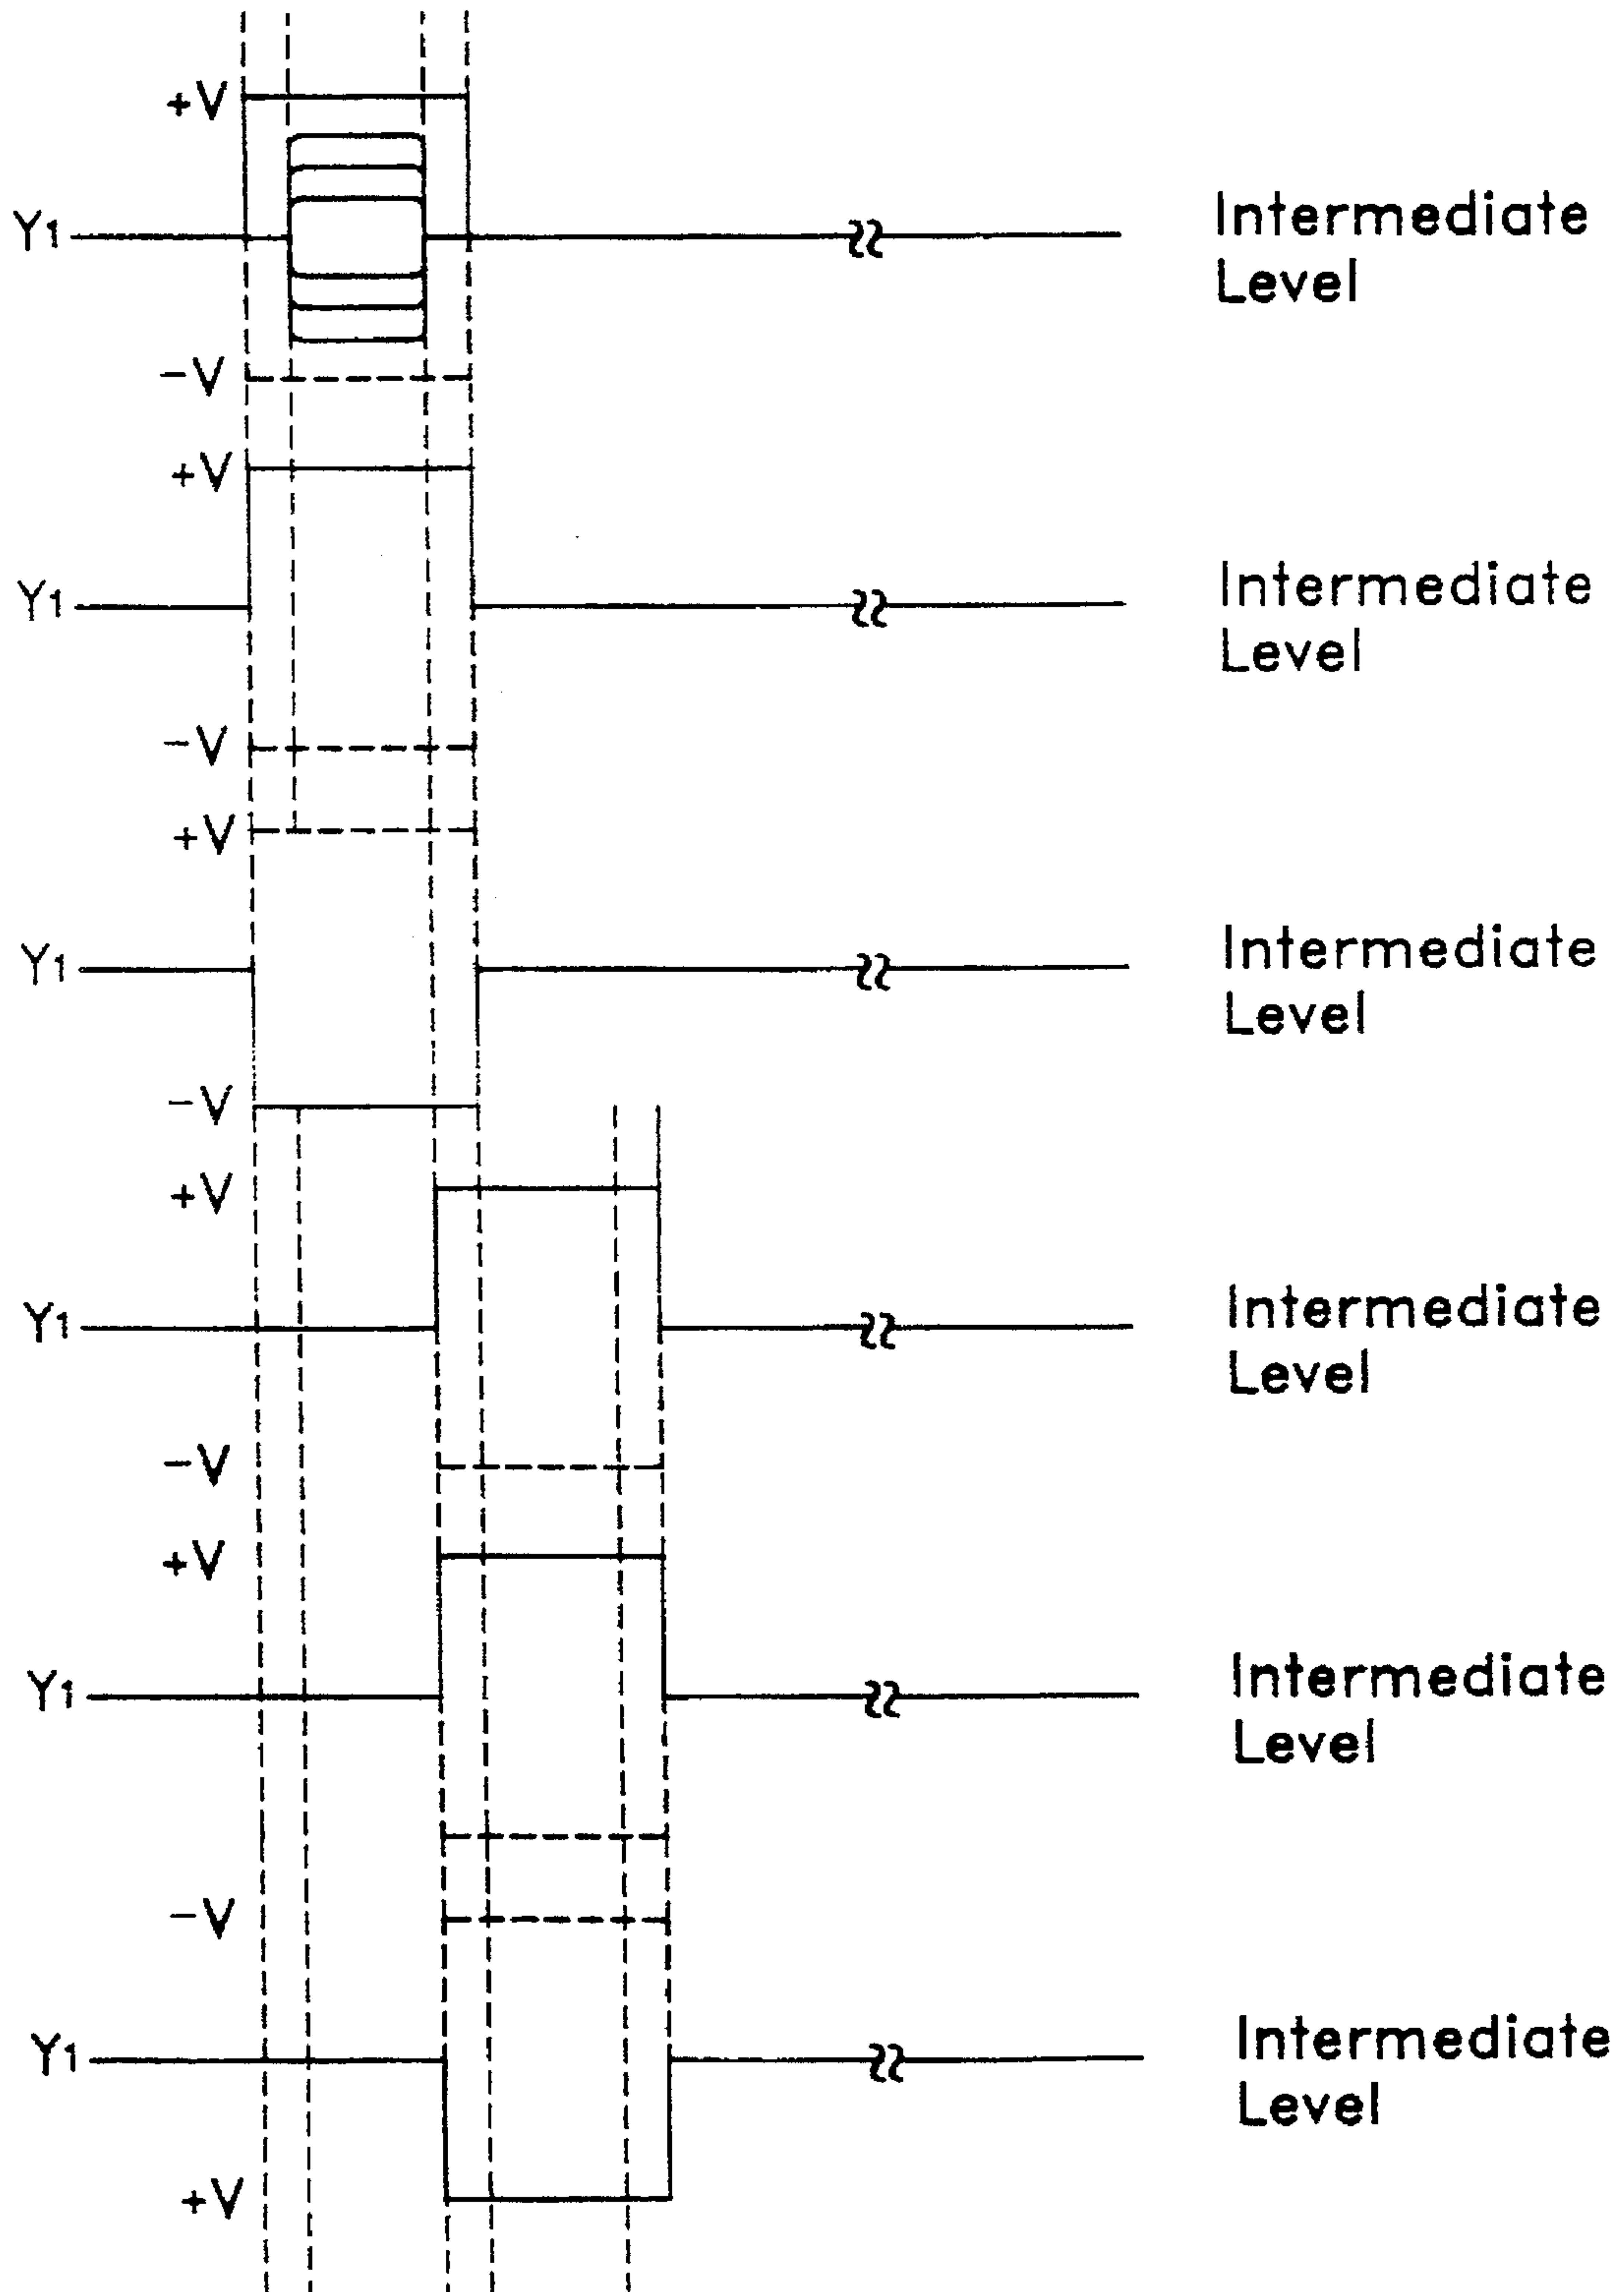 +V
Y1
Intermediate
Level
-V
+V
Y1
Intermediate
Level
-V
+V
Y1
Intermediate
Level
-V
+V
Y1
Intermediate
Level
-V
+V
Y1
Intermediate
Level
-V
Y1
Intermediate
Level
+V